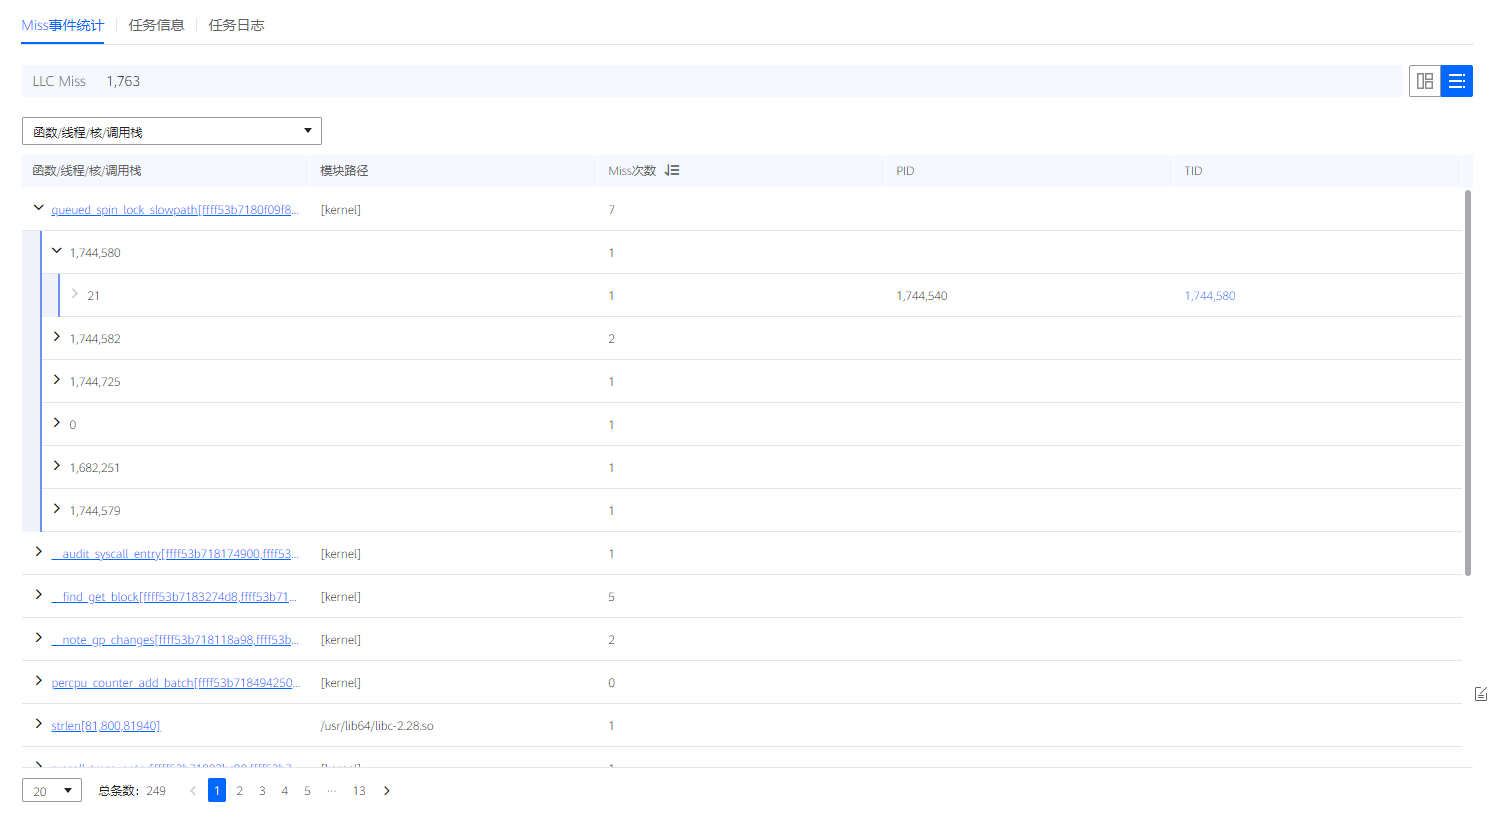 Miss事件统计 任务信息 任务日志
LLC Miss 1,763
函数/线程/核/调用栈
函数/线程/核/调用栈 模块路径 Miss次数 PID TID
queued_spin_lock_slowpath[ffff53b7180f09f8... [kernel] 7
1,744,580 1
21 1 1,744,540 1,744,580
1,744,582 2
1,744,725 1
0 1
1,682,251 1
1,744,579 1
__audit_syscall_entry[ffff53b718174900,ffff53... [kernel] 1
__find_get_block[ffff53b7183274d8,ffff53b71... [kernel] 5
__note_gp_changes[ffff53b718118a98,ffff53b... [kernel] 2
percpu_counter_add_batch[ffff53b718494250... [kernel] 0
strlen[81,800,81940] /usr/lib64/libc-2.28.so 1
20 总条数: 249 1 2 3 4 5 ... 13